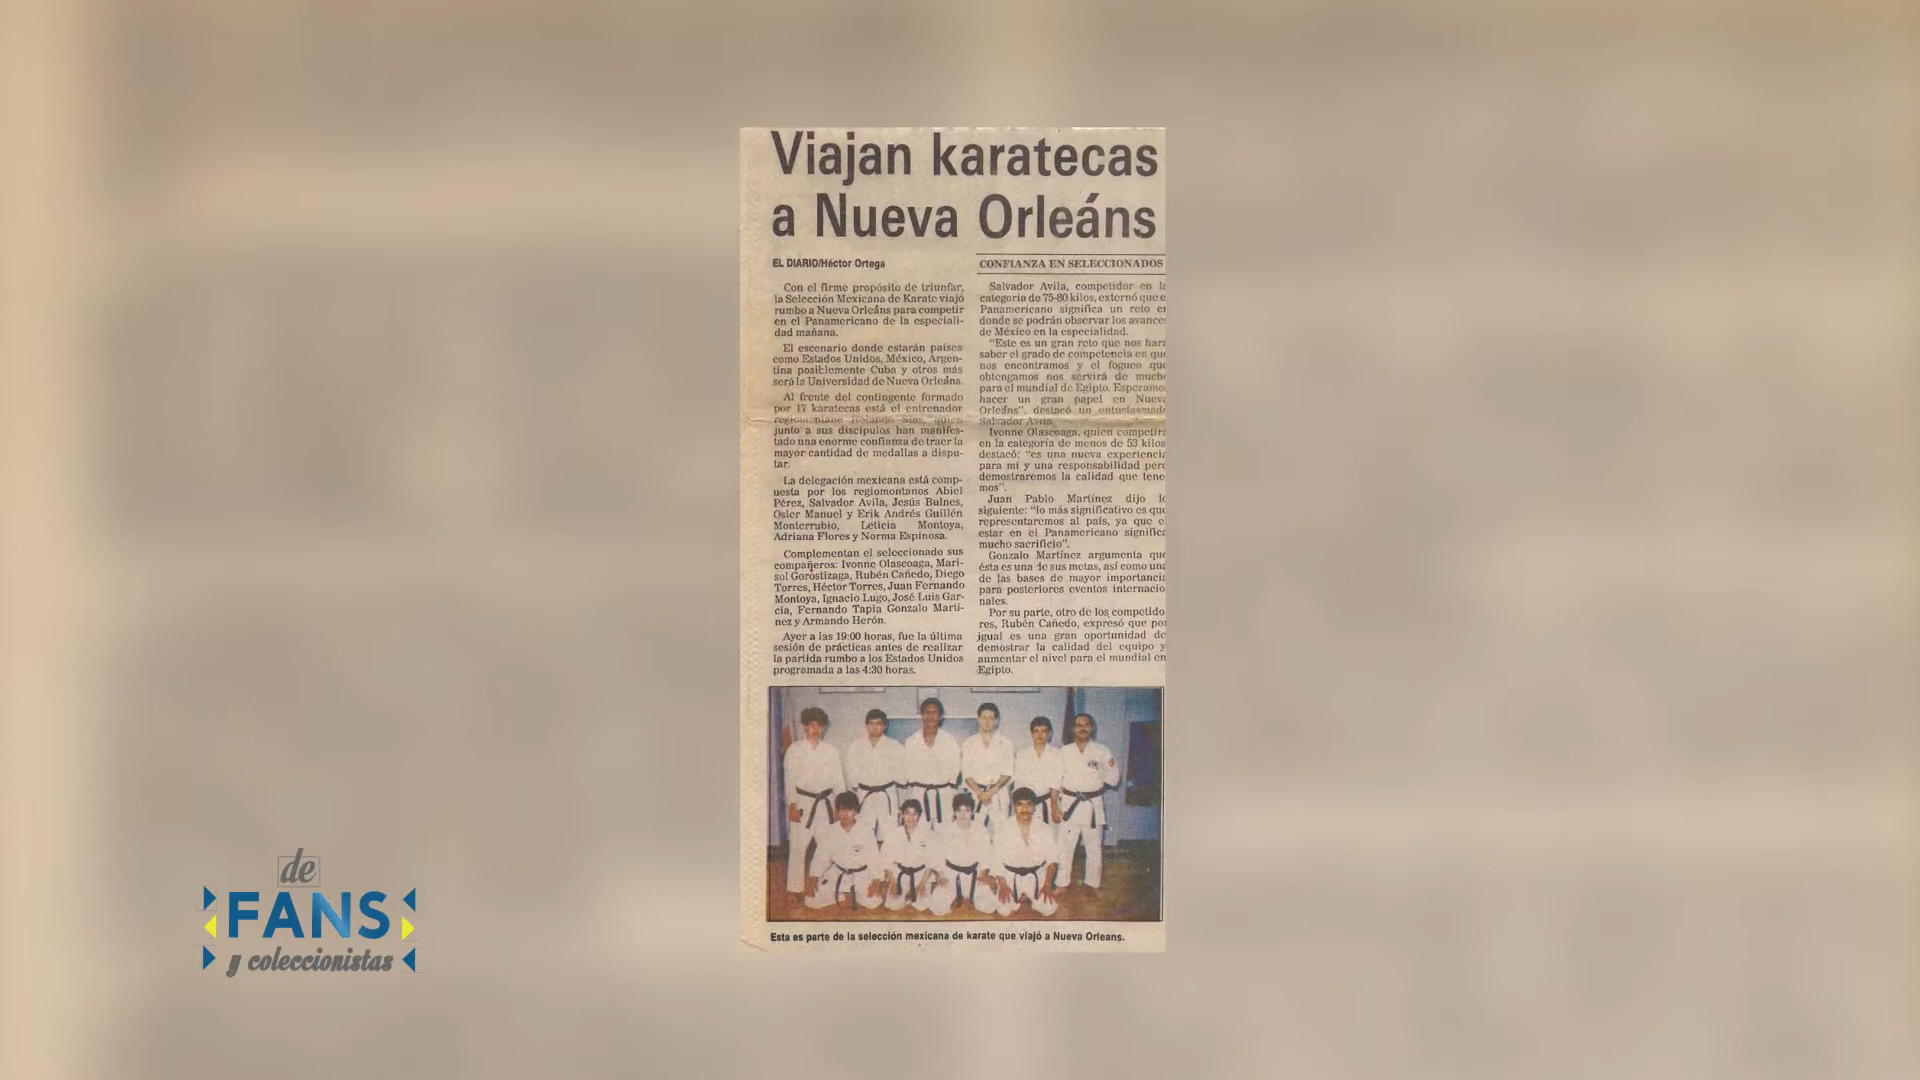 Viajan karatecas
a Nueva Orleáns
EL DIARIO/Héctor Ortega
Con el firme propósito de triunfar,
la Selección Mexicana de Karate viajó
rumbo a Nueva Orleáns para competir
en el Panamericano de la especiali-
dad mañana.
El escenario donde estarán países
como Estados Unidos, México, Argen-
tina posiblemente Cuba y otros más
será la Universidad de Nueva Orleáns.
Al frente del contingente formado
por 17 karatecas está el entrenador
regiomontano Rolando Sias, quien
junto a sus discípulos han manifes-
tado una enorme confianza de traer la
mayor cantidad de medallas a dispu-
tar.
La delegación mexicana está comp-
uesta por los regiomontanos Abiel
Pérez, Salvador Avila, Jesús Bulnes,
Osler Manuel y Erik Andrés Guillén
Monterrubio, Leticia Montoya,
Adriana Flores y Norma Espinosa.
Complementan el seleccionado sus
compañeros: Ivonne Olascoaga, Mari-
sol Gorostizaga, Rubén Cañedo, Diego
Torres, Héctor Torres, Juan Fernando
Montoya, Ignacio Lugo, José Luis Gar-
cía, Fernando Tapia Gonzalo Martí-
nez y Armando Herón.
Ayer a las 19:00 horas, fue la última
sesión de prácticas antes de realizar
la partida rumbo a los Estados Unidos
programada a las 4:30 horas.
CONFIANZA EN SELECCIONADOS
Salvador Avila, competidor en l
categoría de 75-80 kilos, externó que e
Panamericano significa un reto e
donde se podrán observar los avance
de México en la especialidad.
"Este es un gran reto que nos hará
saber el grado de competencia en que
nos encontramos y el fogueo que
obtengamos nos servirá de mucho
para el mundial de Egipto. Esperamo
hacer un gran papel en Nueva
Orleáns", destacó un entusiasmado
Salvador Avila.
Ivonne Olascoaga, quien competirá
en la categoría de menos de 53 kilos
destacó: "es una nueva experiencia
para mí y una responsabilidad pero
demostraremos la calidad que tene
mos".
Juan Pablo Martínez dijo lo
siguiente: "lo más significativo es que
representaremos al país, ya que e
estar en el Panamericano significa
mucho sacrificio".
Gonzalo Martínez argumenta que
ésta es una de sus metas, así como una
de las bases de mayor importancia
para posteriores eventos internacio
nales.
Por su parte, otro de los competido
res, Rubén Cañedo, expresó que por
igual es una gran oportunidad de
demostrar la calidad del equipo y
aumentar el nivel para el mundial en
Egipto.
Esta es parte de la selección mexicana de karate que viajó a Nueva Orleans.
de
FANS
y coleccionistas